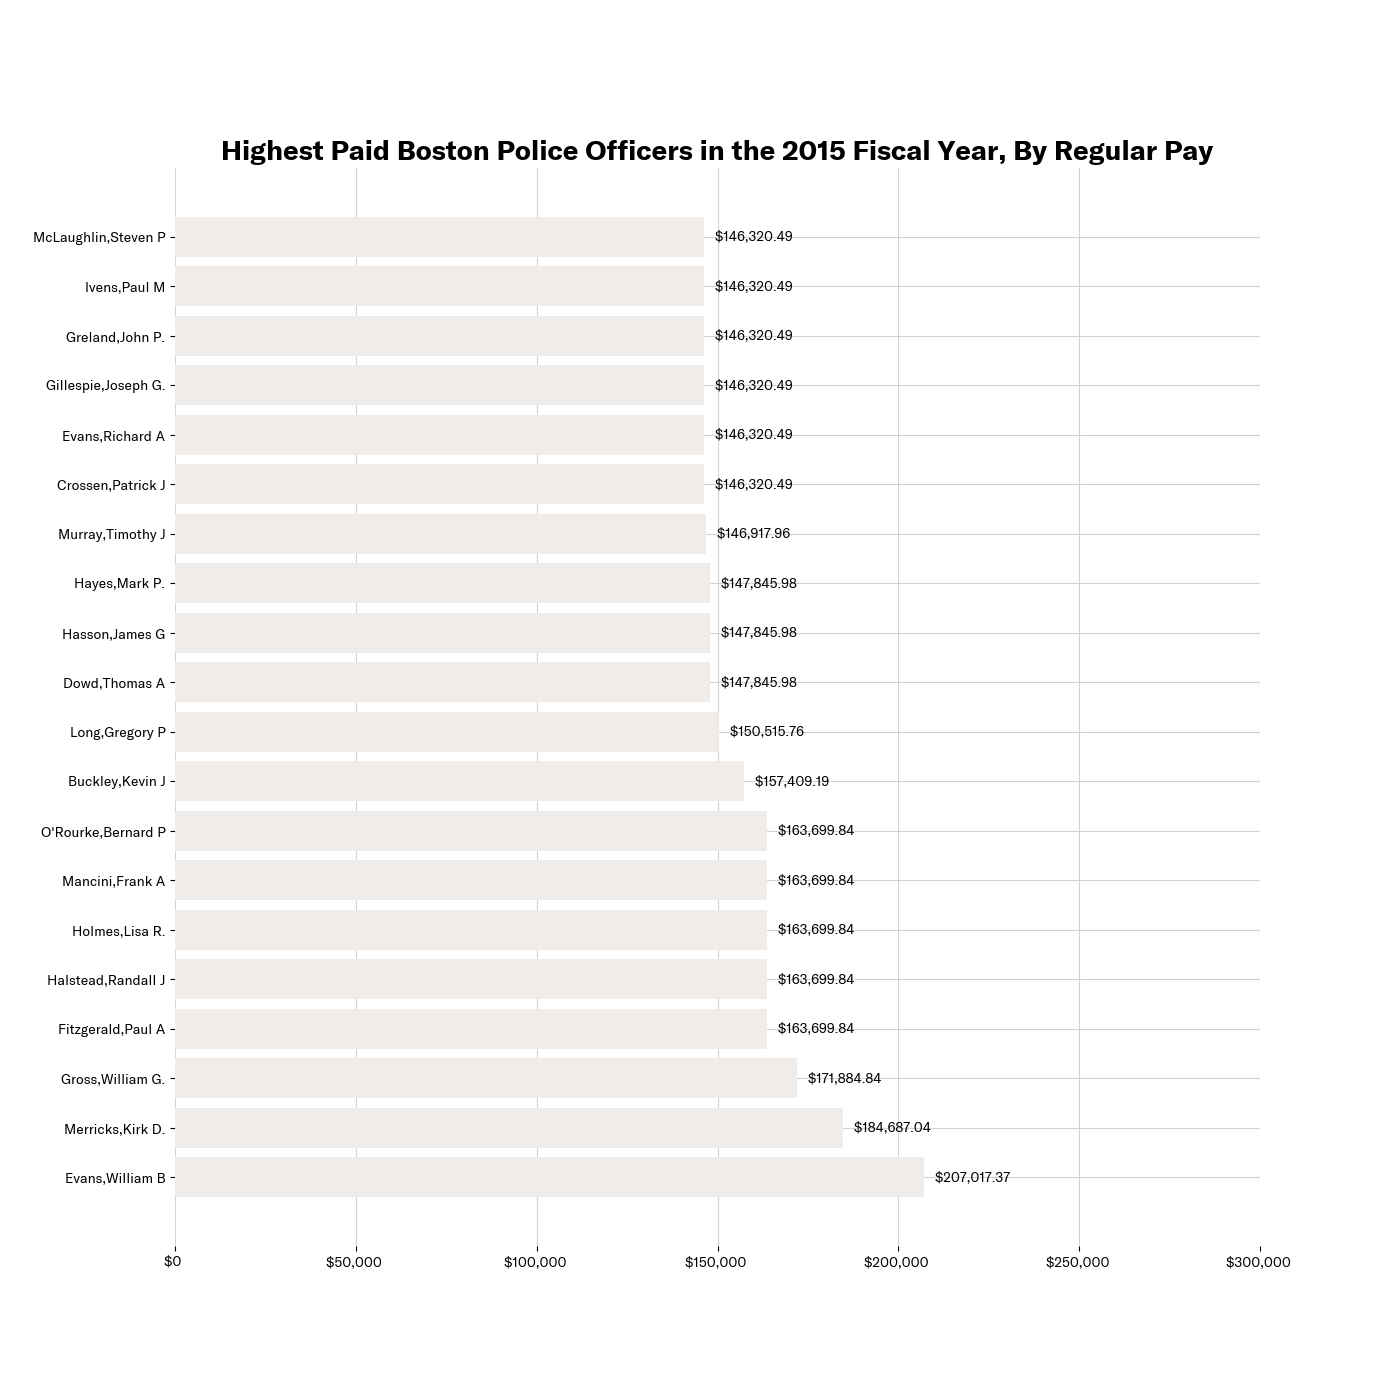 Highest Paid Boston Police Officers in the 2015 Fiscal Year, By Regular Pay
McLaughlin,Steven P $146,320.49
Ivens,Paul M $146,320.49
Greland,John P. $146,320.49
Gillespie,Joseph G. $146,320.49
Evans,Richard A $146,320.49
Crossen,Patrick J $146,320.49
Murray,Timothy J $146,917.96
Hayes,Mark P. $147,845.98
Hasson,James G $147,845.98
Dowd,Thomas A $147,845.98
Long,Gregory P $150,515.76
Buckley,Kevin J $157,409.19
O'Rourke,Bernard P $163,699.84
Mancini,Frank A $163,699.84
Holmes,Lisa R. $163,699.84
Halstead,Randall J $163,699.84
Fitzgerald,Paul A $163,699.84
Gross,William G. $171,884.84
Merricks,Kirk D. $184,687.04
Evans,William B $207,017.37
$0 $50,000 $100,000 $150,000 $200,000 $250,000 $300,000